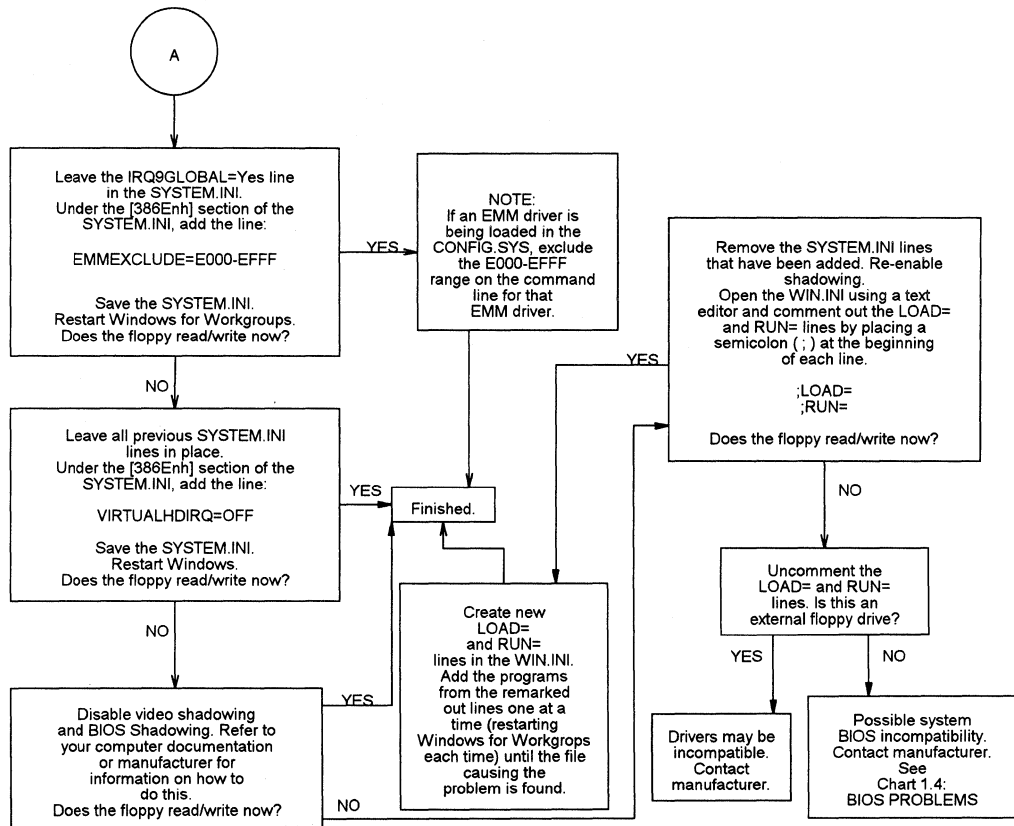 A
Leave the IRQ9GLOBAL=Yes line
in the SYSTEM.INI.
Under the [386Enh] section of the
SYSTEM.INI, add the line:
EMMEXCLUDE=E000-EFFF
Save the SYSTEM.INI.
Restart Windows for Workgroups.
Does the floppy read/write now?
YES
NOTE:
If an EMM driver is
being loaded in the
CONFIG.SYS, exclude
the E000-EFFF
range on the command
line for that
EMM driver.
NO
Leave all previous SYSTEM.INI
lines in place.
Under the [386Enh] section of the
SYSTEM.INI, add the line:
VIRTUALHDIRQ=OFF
Save the SYSTEM.INI.
Restart Windows.
Does the floppy read/write now?
YES
Finished.
NO
Disable video shadowing
and BIOS Shadowing. Refer to
your computer documentation
or manufacturer for
information on how to
do this.
Does the floppy read/write now?
YES
NO
Remove the SYSTEM.INI lines
that have been added. Re-enable
shadowing.
Open the WIN.INI using a text
editor and comment out the LOAD=
and RUN= lines by placing a
semicolon ( ; ) at the beginning
of each line.
;LOAD=
;RUN=
Does the floppy read/write now?
YES
Create new
LOAD=
and RUN=
lines in the WIN.INI.
Add the programs
from the remarked
out lines one at a
time (restarting
Windows for Workgrops
each time) until the file
causing the
problem is found.
NO
Uncomment the
LOAD= and RUN=
lines. Is this an
external floppy drive?
YES
Drivers may be
incompatible.
Contact
manufacturer.
NO
Possible system
BIOS incompatibility.
Contact manufacturer.
See
Chart 1.4:
BIOS PROBLEMS